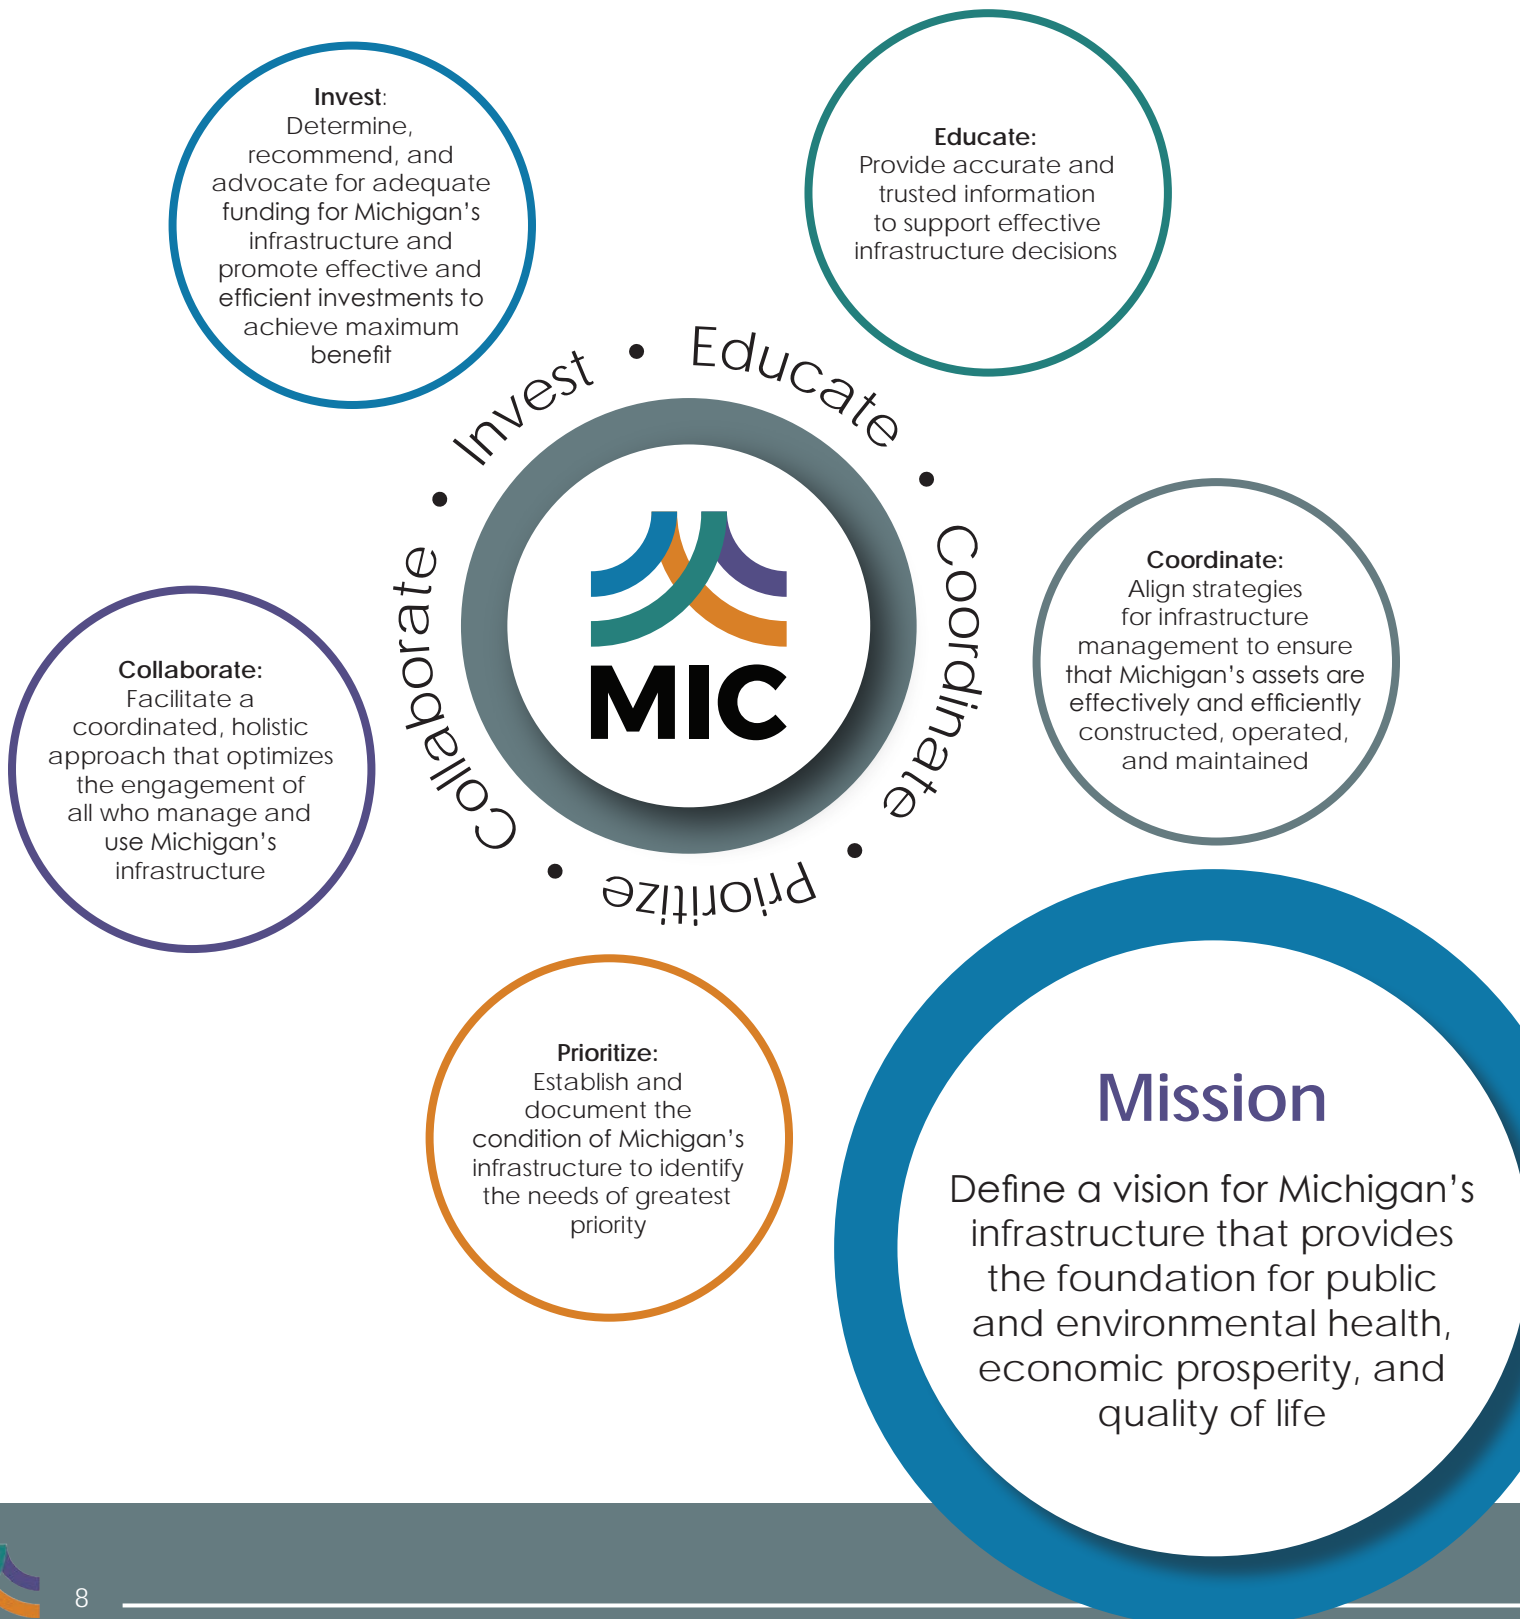 Invest:
Determine,
recommend, and
advocate for adequate
funding for Michigan’s
infrastructure and
promote effective and
efficient investments to
achieve maximum
benefit
Educate:
Provide accurate and
trusted information
to support effective
infrastructure decisions
Invest • Educate • Coordinate • Prioritize • Collaborate •
MIC
Coordinate:
Align strategies
for infrastructure
management to ensure
that Michigan’s assets are
effectively and efficiently
constructed, operated,
and maintained
Collaborate:
Facilitate a
coordinated, holistic
approach that optimizes
the engagement of
all who manage and
use Michigan’s
infrastructure
Prioritize:
Establish and
document the
condition of Michigan’s
infrastructure to identify
the needs of greatest
priority
Mission
Define a vision for Michigan’s
infrastructure that provides
the foundation for public
and environmental health,
economic prosperity, and
quality of life
8